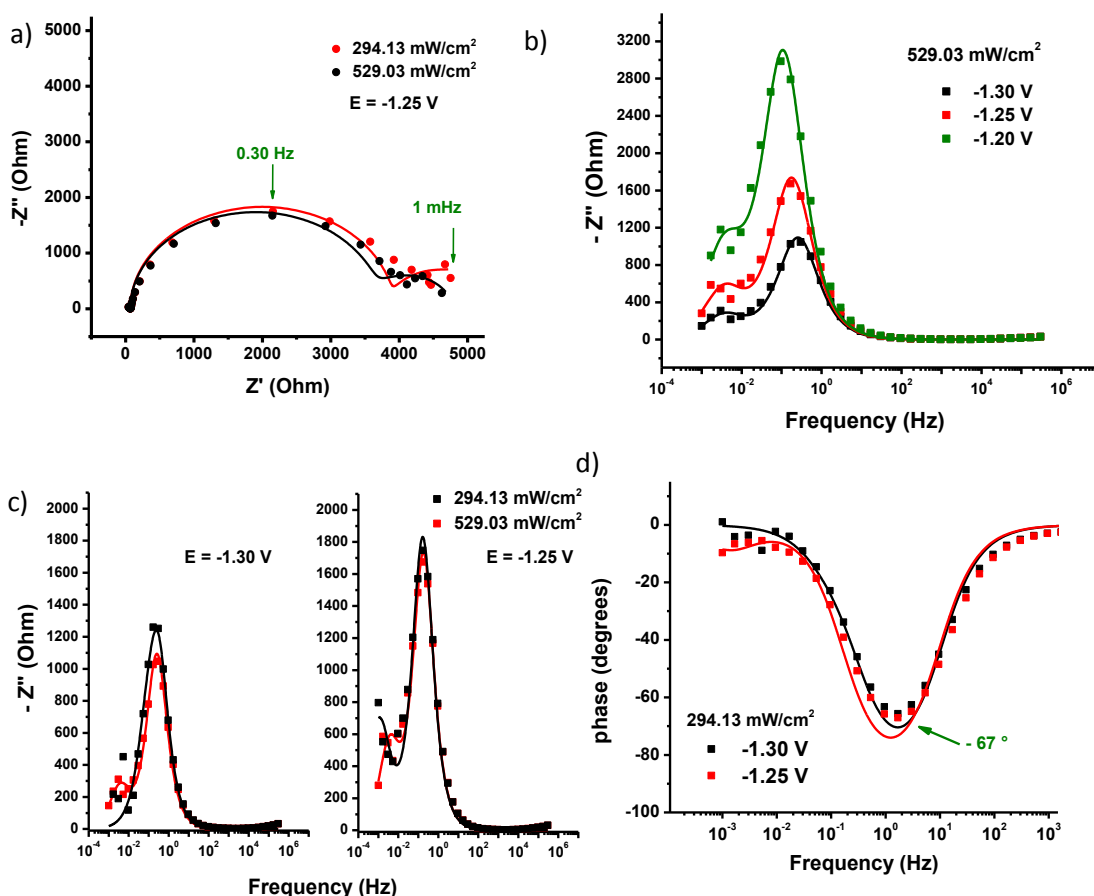 a)
5000
4000
3000
2000
1000
0
-Z" (Ohm)
294.13 mW/cm²
529.03 mW/cm²
E = -1.25 V
0.30 Hz
1 mHz
0 1000 2000 3000 4000 5000
Z' (Ohm)
b)
3200
2800
2400
2000
1600
1200
800
400
0
- Z" (Ohm)
529.03 mW/cm²
-1.30 V
-1.25 V
-1.20 V
10⁻⁴ 10⁻² 10⁰ 10² 10⁴ 10⁶
Frequency (Hz)
c)
2000
1800
1600
1400
1200
1000
800
600
400
200
0
- Z" (Ohm)
E = -1.30 V
10⁻⁴ 10⁻² 10⁰ 10² 10⁴ 10⁶
2000
1800
1600
1400
1200
1000
800
600
400
200
0
294.13 mW/cm²
529.03 mW/cm²
E = -1.25 V
10⁻⁴ 10⁻² 10⁰ 10² 10⁴ 10⁶
Frequency (Hz)
d)
0
-20
-40
-60
-80
-100
phase (degrees)
294.13 mW/cm²
-1.30 V
-1.25 V
- 67 °
10⁻³ 10⁻² 10⁻¹ 10⁰ 10¹ 10² 10³
Frequency (Hz)